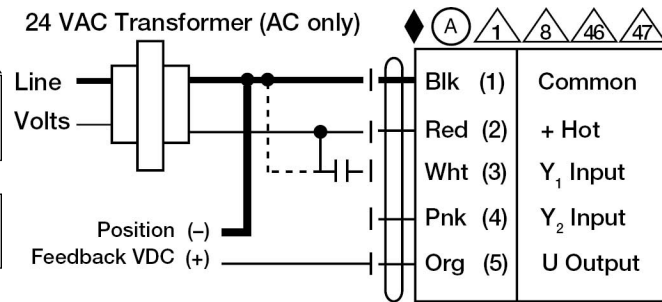 24 VAC Transformer (AC only)
A 1 8 46 47
Line
Volts
Blk (1) Common
Red (2) + Hot
Wht (3) Y₁ Input
Pnk (4) Y₂ Input
Org (5) U Output
Position (–)
Feedback VDC (+)